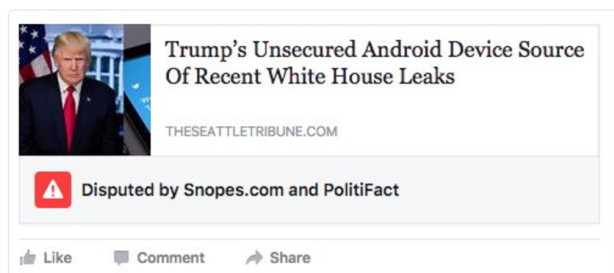 Trump's Unsecured Android Device Source
Of Recent White House Leaks
THESEATTLETRIBUNE.COM
Disputed by Snopes.com and PolitiFact
Like Comment Share